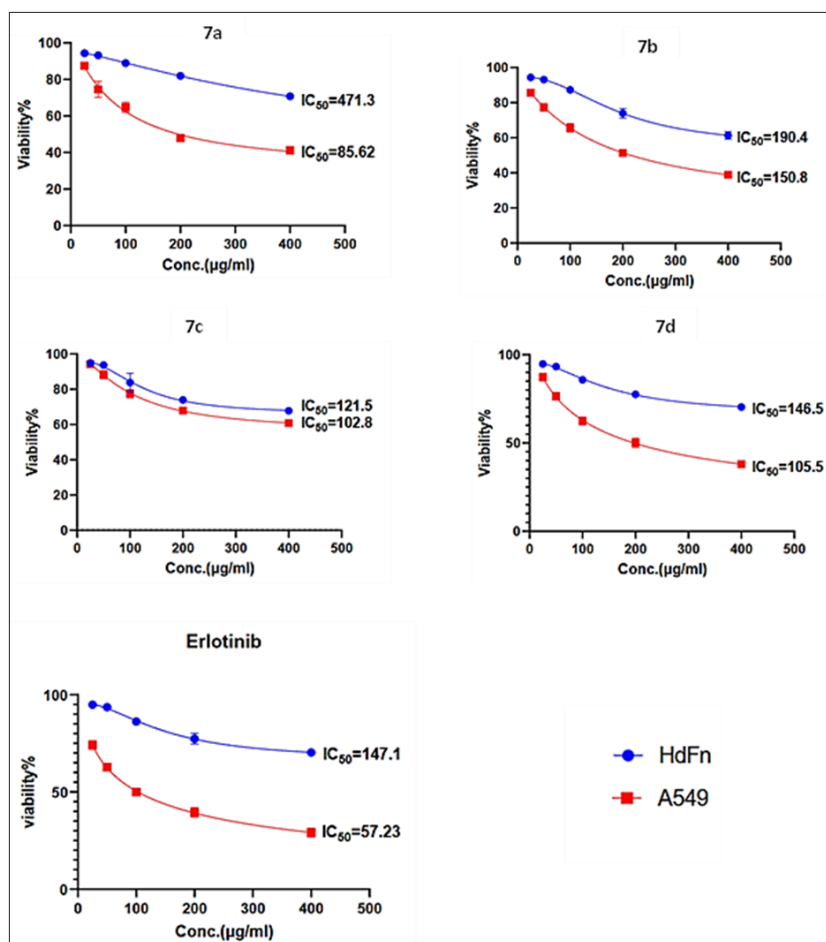 7a
Viability%
100
80
60
40
20
0
IC50=471.3
IC50=85.62
0 100 200 300 400 500
Conc.(µg/ml)
7b
Viability%
100
80
60
40
20
0
IC50=190.4
IC50=150.8
0 100 200 300 400 500
Conc.(µg/ml)
7c
Viability%
100
80
60
40
20
0
IC50=121.5
IC50=102.8
0 100 200 300 400 500
Conc.(µg/ml)
7d
Viability%
100
50
0
IC50=146.5
IC50=105.5
0 100 200 300 400 500
Conc.(µg/ml)
Erlotinib
viability%
100
50
0
IC50=147.1
IC50=57.23
0 100 200 300 400 500
Conc.(µg/ml)
HdFn
A549